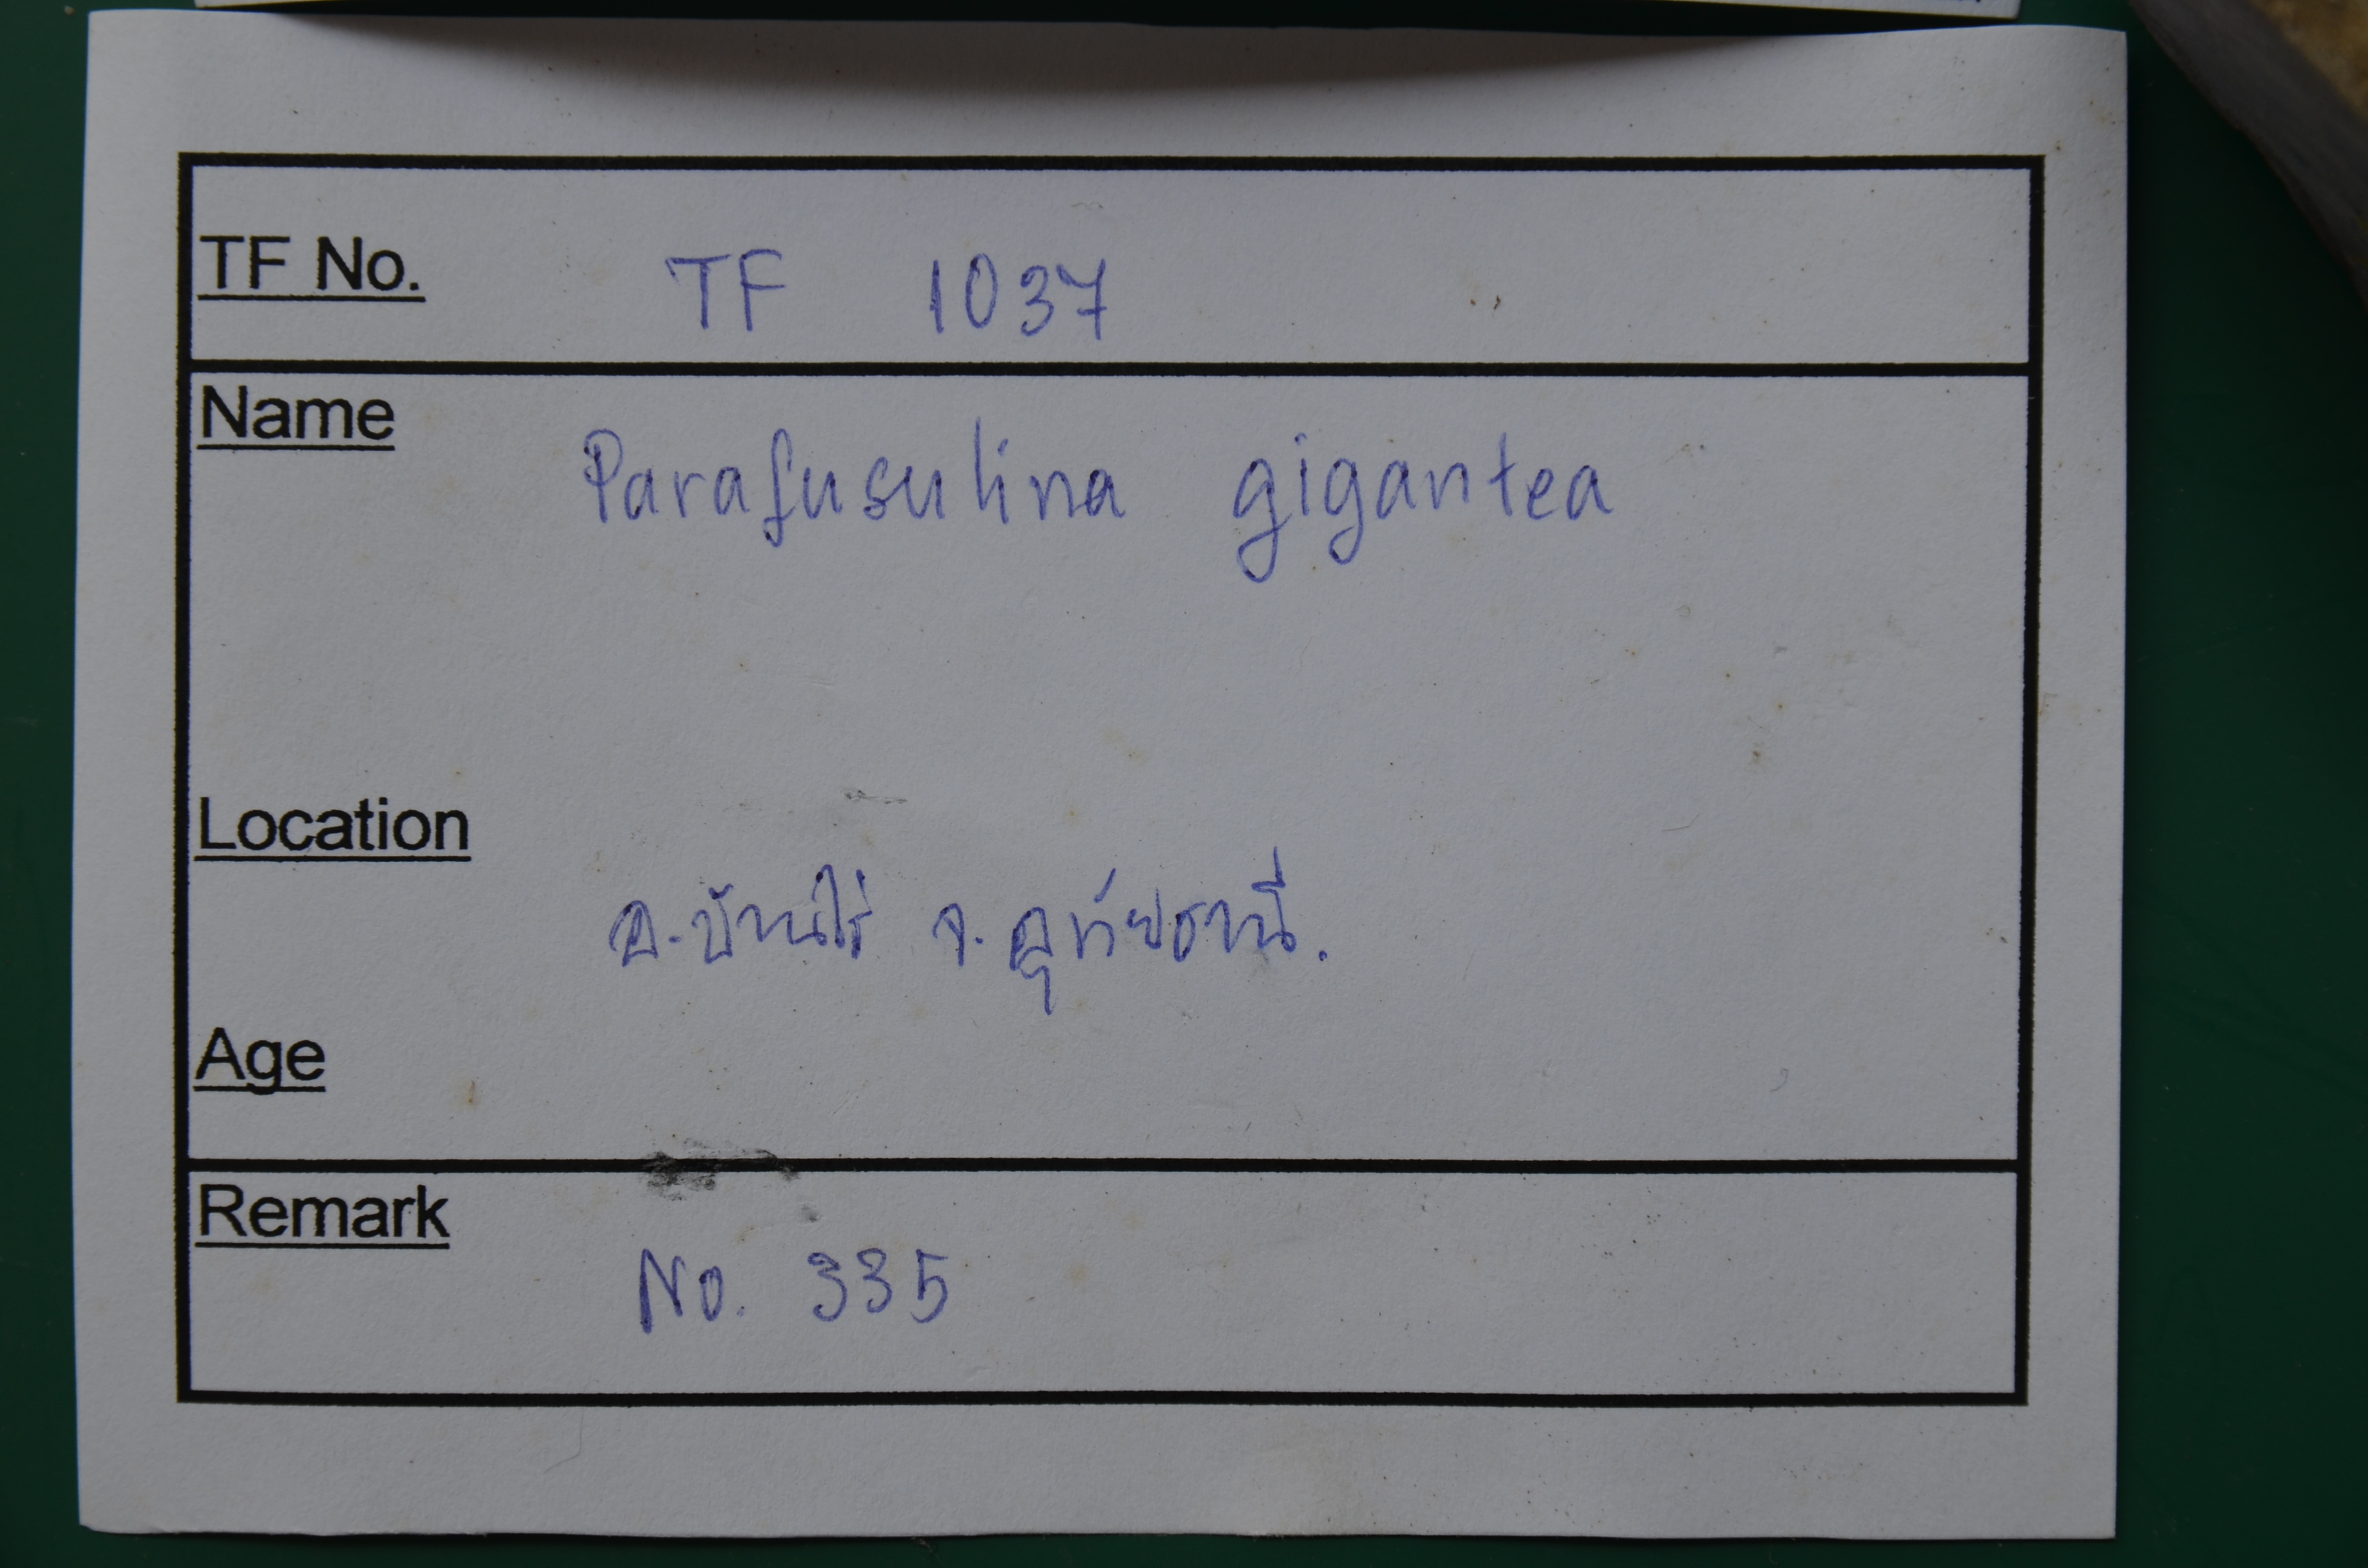 TF No. TF 1037
Name
Parafusulina gigantea
Location
อ.บ้านไร่ จ.อุทัยธานี.
Age
Remark
No. 335